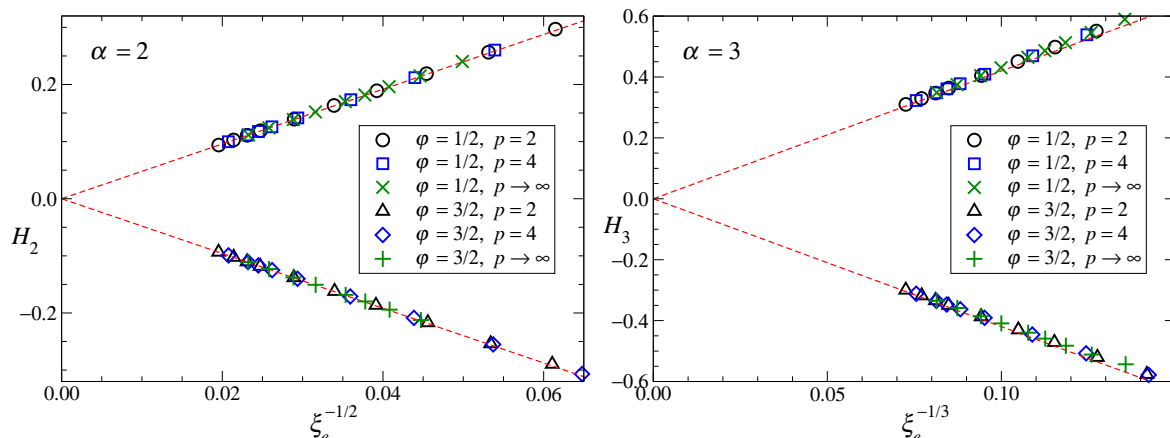 α = 2
0.2
0.0
−0.2
H₂
φ = 1/2, p = 2
φ = 1/2, p = 4
φ = 1/2, p → ∞
φ = 3/2, p = 2
φ = 3/2, p = 4
φ = 3/2, p → ∞
0.00 0.02 0.04 0.06
ξₑ^{−1/2}
α = 3
0.6
0.4
0.2
0.0
−0.2
−0.4
−0.6
H₃
φ = 1/2, p = 2
φ = 1/2, p = 4
φ = 1/2, p → ∞
φ = 3/2, p = 2
φ = 3/2, p = 4
φ = 3/2, p → ∞
0.00 0.05 0.10
ξₑ^{−1/3}